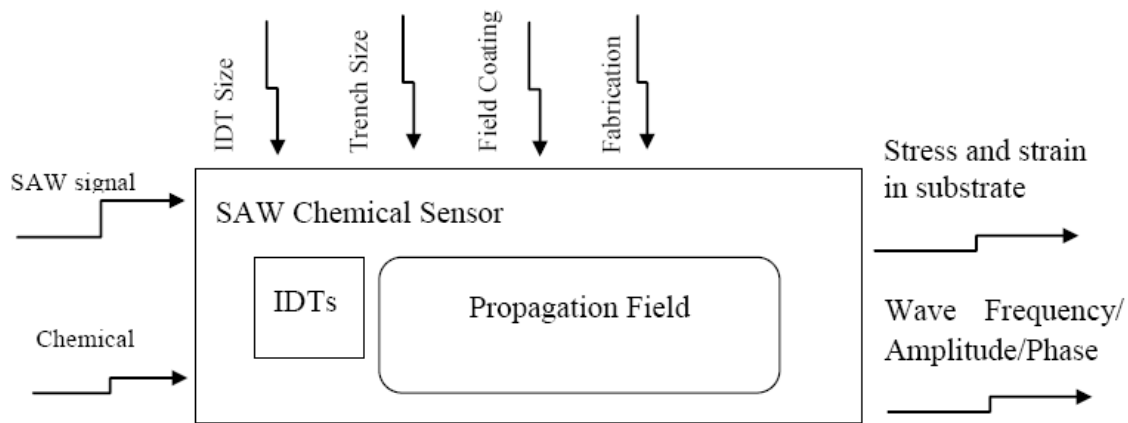 IDT Size
Trench Size
Field Coating
Fabrication
SAW signal
Chemical
SAW Chemical Sensor
IDTs
Propagation Field
Stress and strain
in substrate
Wave Frequency/
Amplitude/Phase